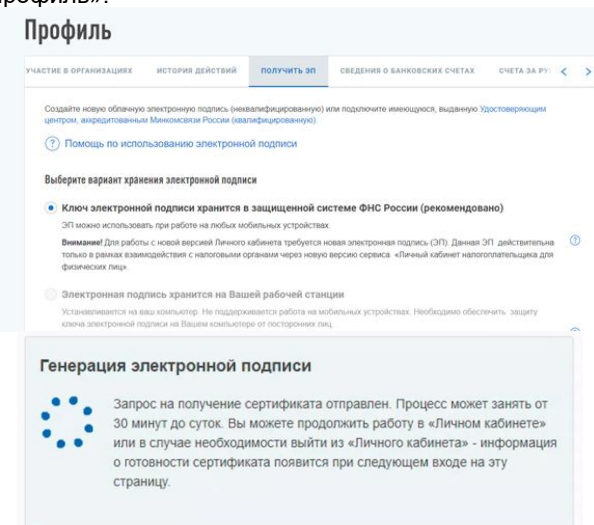 Профиль
УЧАСТИЕ В ОРГАНИЗАЦИЯХ ИСТОРИЯ ДЕЙСТВИЙ ПОЛУЧИТЬ ЭП СВЕДЕНИЯ О БАНКОВСКИХ СЧЕТАХ СЧЕТА ЗА
Создайте новую облачную электронную подпись (неквалифицированную) или подключите имеющуюся, выданную Удостоверяющим
центром, аккредитованным Минкомсвязи России (квалифицированную).
? Помощь по использованию электронной подписи
Выберите вариант хранения электронной подписи
Ключ электронной подписи хранится в защищенной системе ФНС России (рекомендовано)
ЭП можно использовать при работе на любых мобильных устройствах.
Внимание! Для работы с новой версией Личного кабинета требуется новая электронная подпись (ЭП). Данная ЭП действительна ?
только в рамках взаимодействия с налоговыми органами через новую версию сервиса «Личный кабинет налогоплательщика для
физических лиц».
Электронная подпись хранится на Вашей рабочей станции
Устанавливается на ваш компьютер. Не поддерживается работа на мобильных устройствах. Необходимо обеспечить защиту
ключа электронной подписи на Вашем компьютере от посторонних лиц.
Генерация электронной подписи
Запрос на получение сертификата отправлен. Процесс может занять от
30 минут до суток. Вы можете продолжить работу в «Личном кабинете»
или в случае необходимости выйти из «Личного кабинета» - информация
о готовности сертификата появится при следующем входе на эту
страницу.